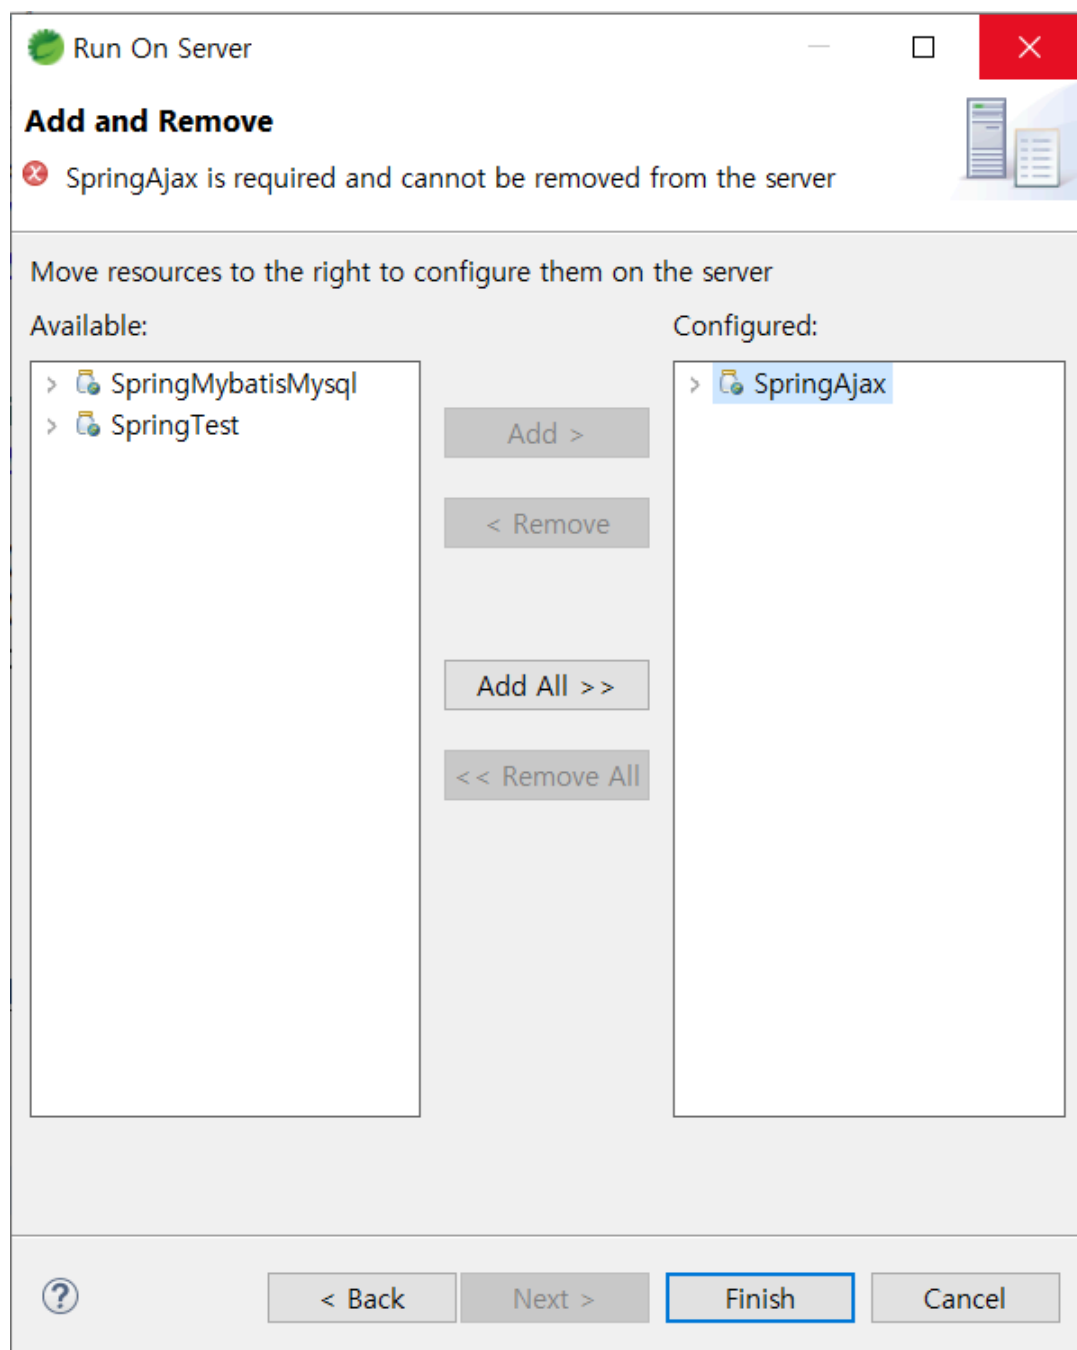 Run On Server
Add and Remove
SpringAjax is required and cannot be removed from the server
Move resources to the right to configure them on the server
Available:
Configured:
SpringMybatisMysql
SpringTest
SpringAjax
Add >
< Remove
Add All >>
<< Remove All
?
< Back
Next >
Finish
Cancel